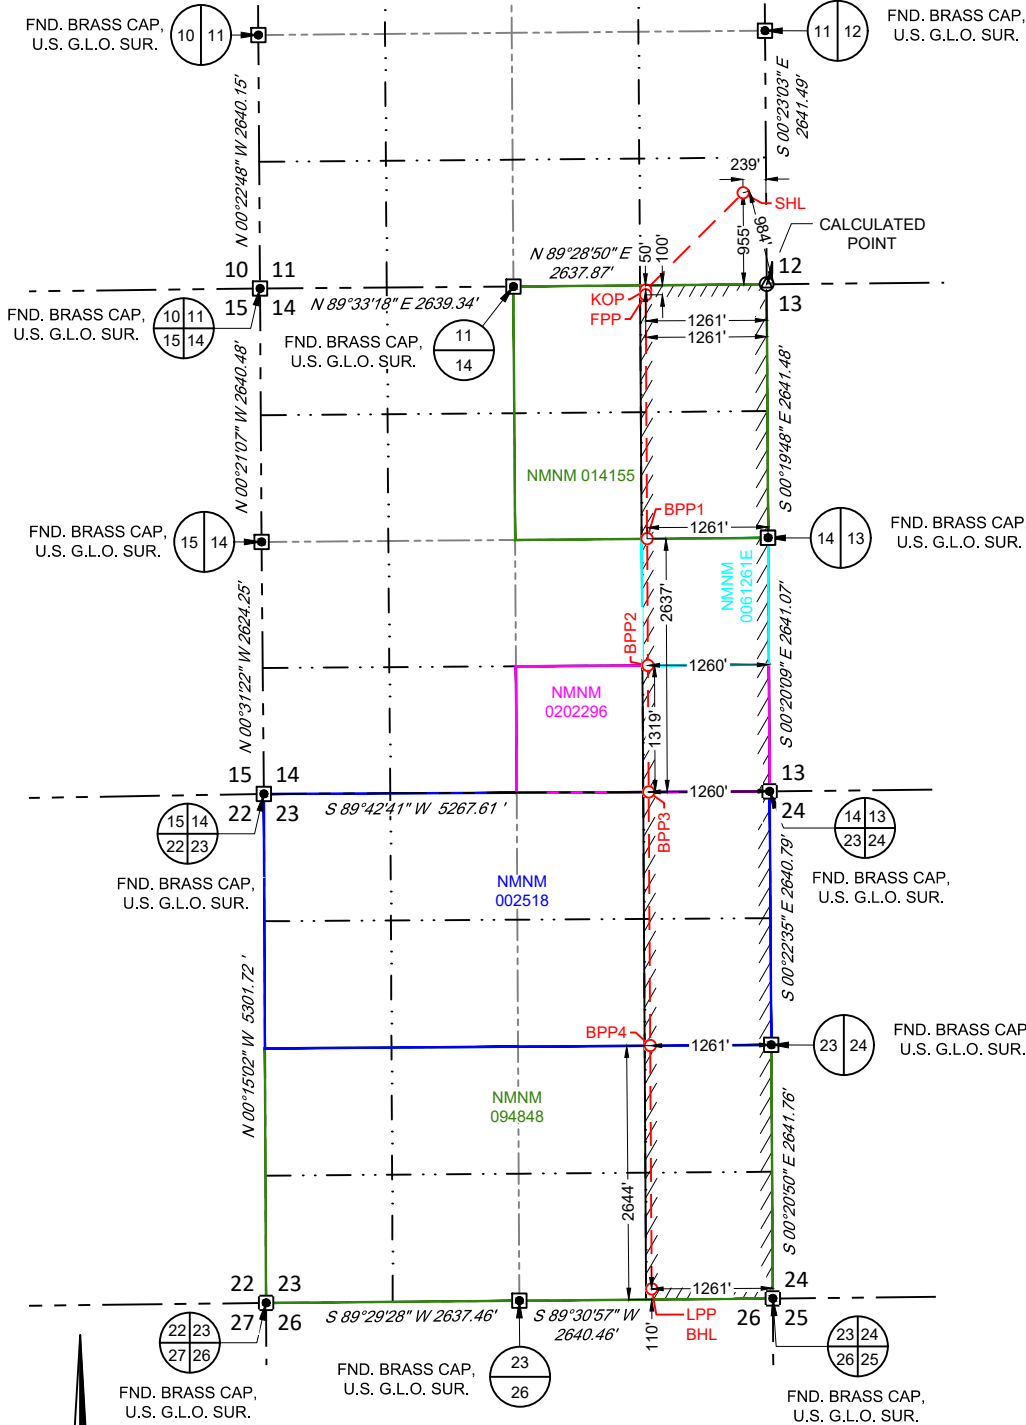 FND. BRASS CAP,
U.S. G.L.O. SUR.
10 11
11 12
FND. BRASS CAP,
U.S. G.L.O. SUR.
N 00°22'48" W 2640.15'
S 00°23'03" E
2641.49'
239'
SHL
955'
984'
CALCULATED
POINT
N 89°28'50" E
2637.87'
50'
100'
10 11
15 14
12
13
N 89°33'18" E 2639.34'
KOP
FPP
FND. BRASS CAP,
U.S. G.L.O. SUR.
10 11
15 14
FND. BRASS CAP,
U.S. G.L.O. SUR.
11
14
1261'
1261'
N 00°21'07" W 2640.48'
S 00°19'48" E 2641.48'
NMNM 014155
BPP1
1261'
FND. BRASS CAP,
U.S. G.L.O. SUR.
15 14
14 13
FND. BRASS CAP
U.S. G.L.O. SUR.
NMNM
0061261E
2637'
N 00°31'22" W 2624.25'
S 00°20'09" E 2641.07'
BPP2
1260'
NMNM
0202296
1319'
15 14
22 23
13
24
S 89°42'41" W 5267.61 '
1260'
BPP3
15 14
22 23
FND. BRASS CAP,
U.S. G.L.O. SUR.
14 13
23 24
FND. BRASS CAP,
U.S. G.L.O. SUR.
NMNM
002518
S 00°22'35" E 2640.79'
N 00°15'02" W 5301.72 '
BPP4
1261'
23 24
FND. BRASS CAP
U.S. G.L.O. SUR.
NMNM
094848
2644'
S 00°20'50" E 2641.76'
1261'
22 23
27 26
24
26 25
S 89°29'28" W 2637.46'
S 89°30'57" W
2640.46'
110'
LPP
BHL
22 23
27 26
FND. BRASS CAP,
U.S. G.L.O. SUR.
FND. BRASS CAP,
U.S. G.L.O. SUR.
23
26
23 24
26 25
FND. BRASS CAP,
U.S. G.L.O. SUR.